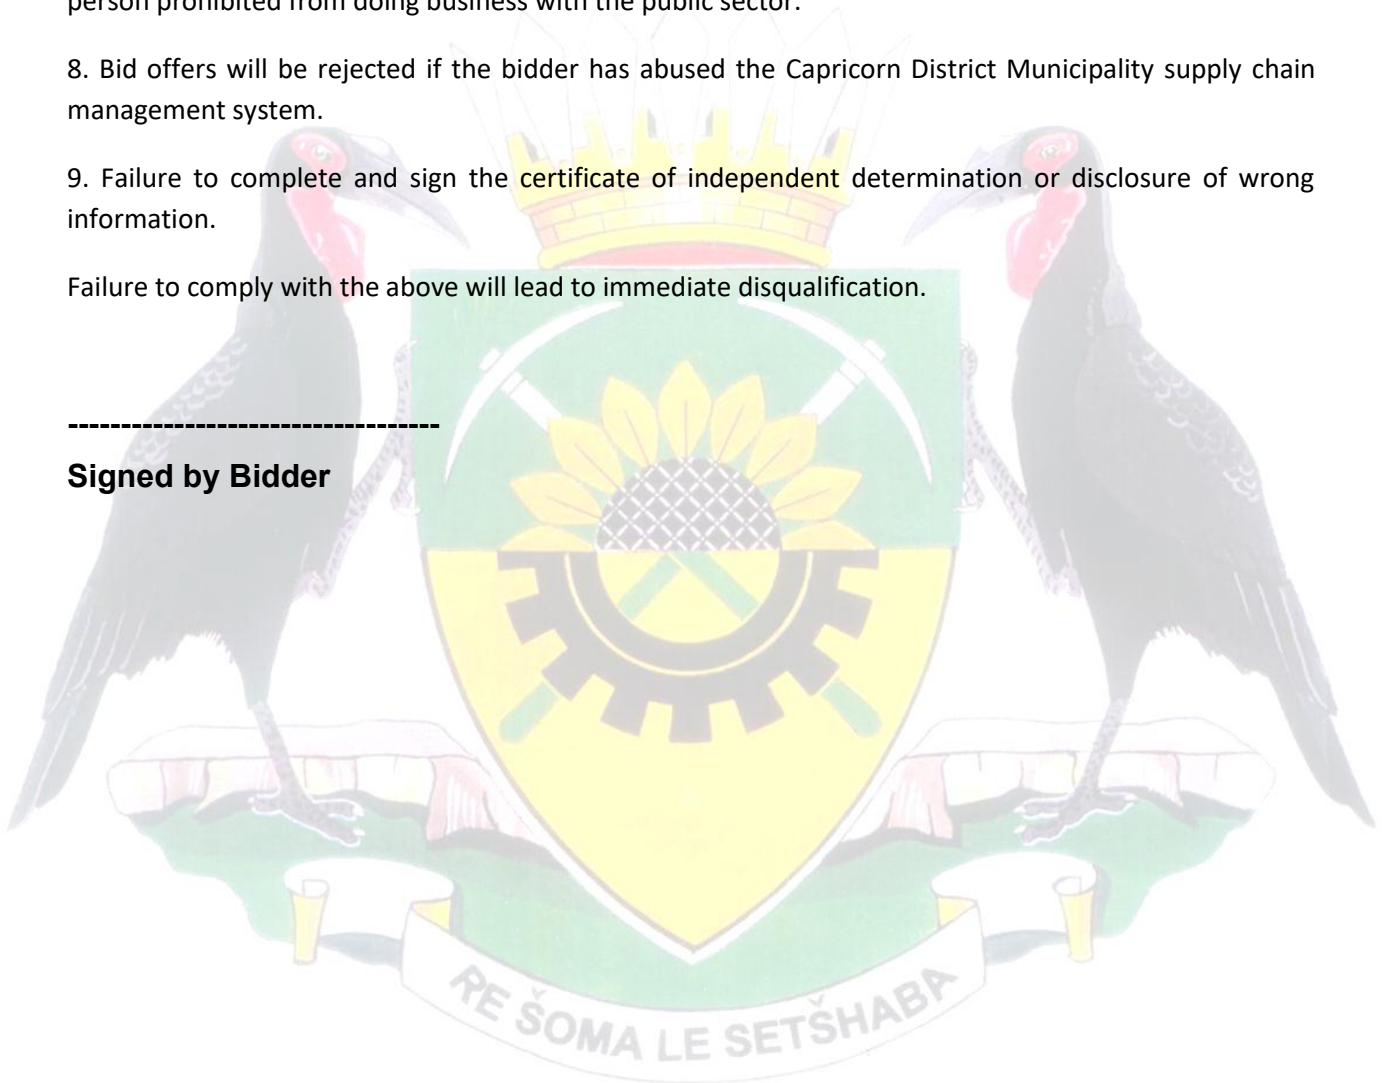 person prohibited from doing business with the public sector.
8. Bid offers will be rejected if the bidder has abused the Capricorn District Municipality supply chain
management system.
9. Failure to complete and sign the certificate of independent determination or disclosure of wrong
information.
Failure to comply with the above will lead to immediate disqualification.
-----------------------------------
Signed by Bidder
RE ŠOMA LE SETŠHABA